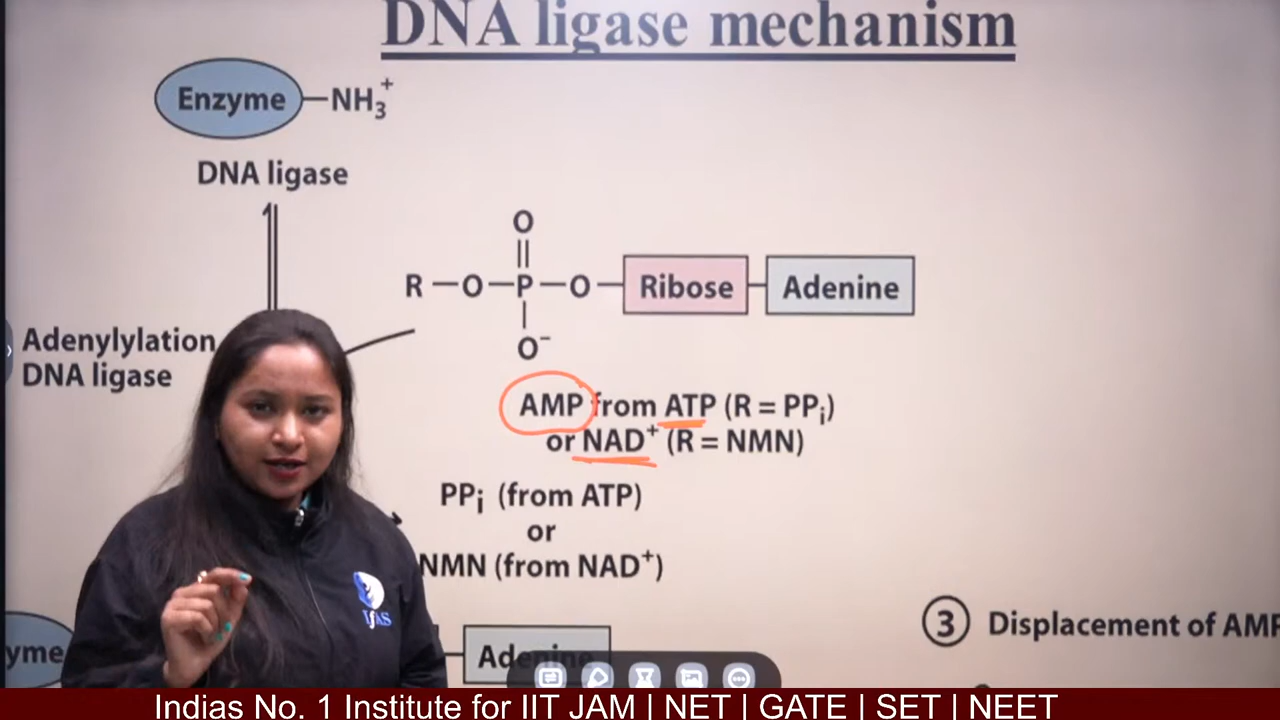 DNA ligase mechanism
Enzyme
NH₃⁺
DNA ligase
O
R — O — P — O — Ribose — Adenine
O⁻
Adenylylation
DNA ligase
AMP from ATP (R = PPᵢ)
or NAD⁺ (R = NMN)
PPᵢ (from ATP)
or
NMN (from NAD⁺)
3 Displacement of AMP
yme
Adenine
IfAS
Indias No. 1 Institute for IIT JAM | NET | GATE | SET | NEET